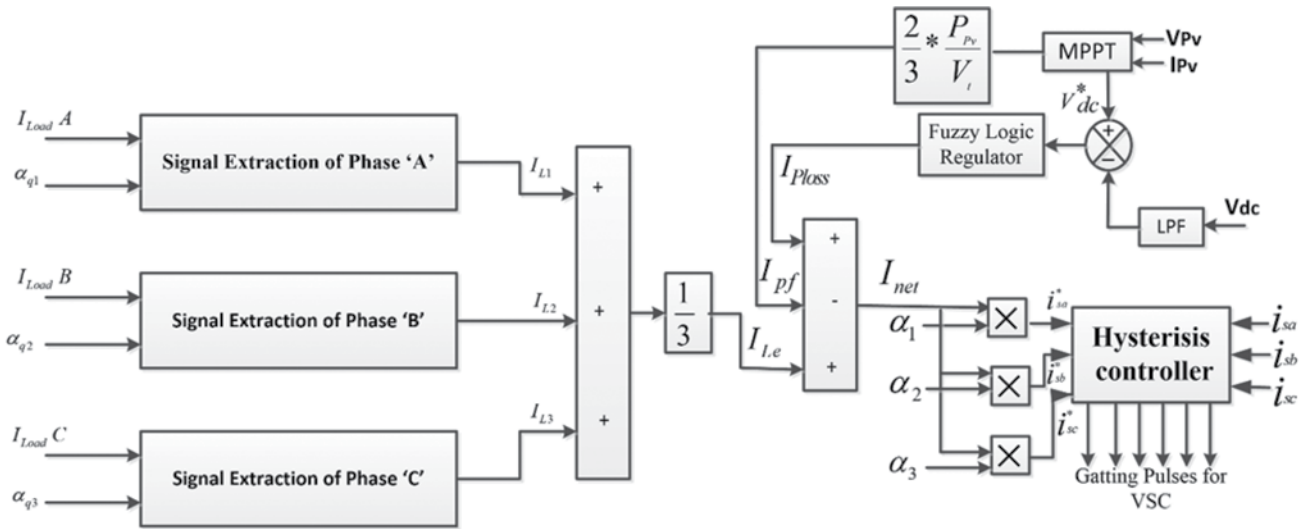 2/3 * P_Pv/V_t
MPPT
VPv
IPv
V*dc
+
−
Fuzzy Logic
Regulator
LPF
Vdc
I_Ploss
I_Load A
α_q1
Signal Extraction of Phase ‘A’
I_L1
+
I_Load B
α_q2
Signal Extraction of Phase ‘B’
I_L2
+
I_Load C
α_q3
Signal Extraction of Phase ‘C’
I_L3
+
1/3
I_Le
I_pf
+
-
+
I_net
α_1
×
i*_sa
α_2
×
i*_sb
α_3
×
i*_sc
Hysterisis
controller
i_sa
i_sb
i_sc
Gatting Pulses for
VSC